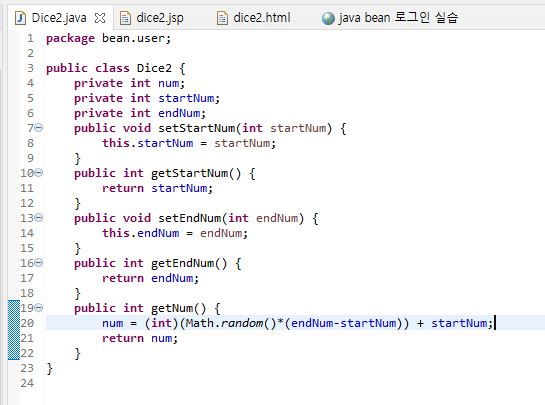 Dice2.java dice2.jsp dice2.html java bean 로그인 실습
1 package bean.user;
2
3 public class Dice2 {
4     private int num;
5     private int startNum;
6     private int endNum;
7     public void setStartNum(int startNum) {
8         this.startNum = startNum;
9     }
10     public int getStartNum() {
11         return startNum;
12     }
13     public void setEndNum(int endNum) {
14         this.endNum = endNum;
15     }
16     public int getEndNum() {
17         return endNum;
18     }
19     public int getNum() {
20         num = (int)(Math.random()*(endNum-startNum)) + startNum;
21         return num;
22     }
23 }
24